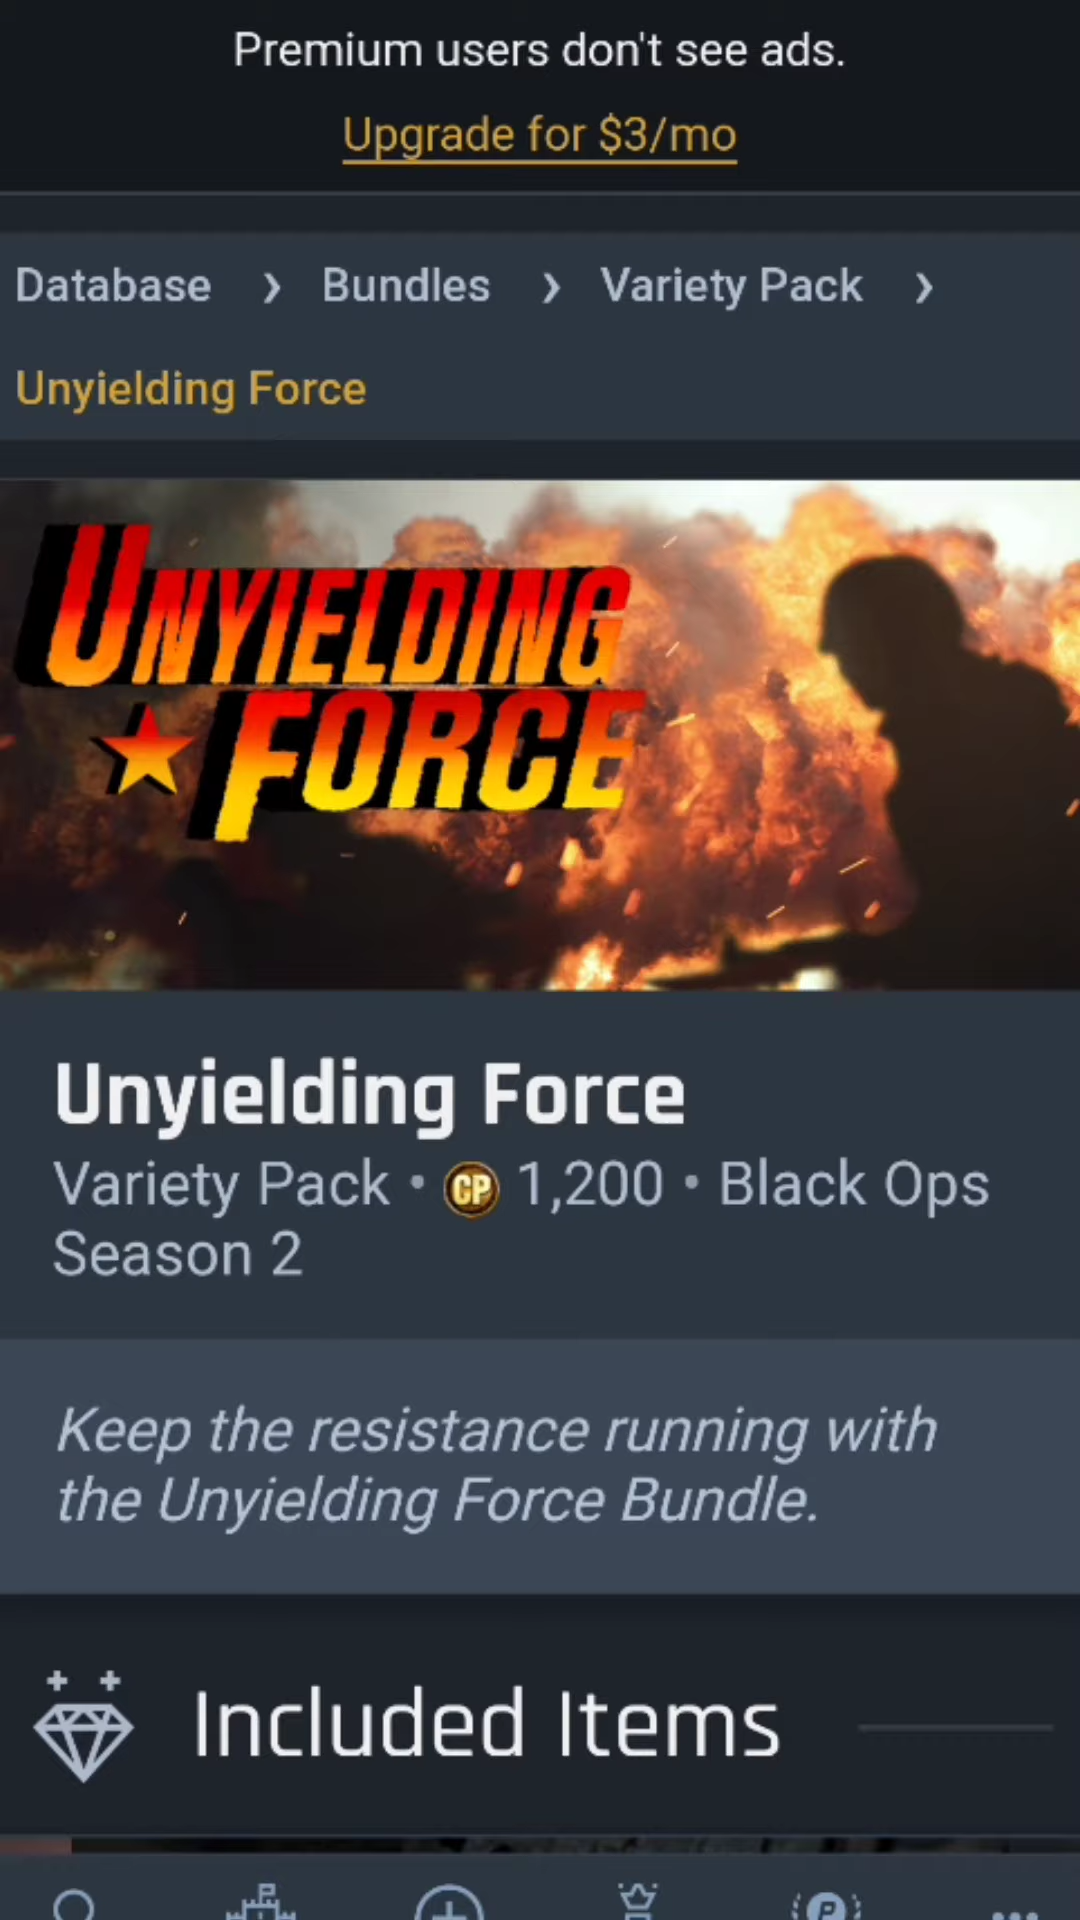 Premium users don't see ads.
Upgrade for $3/mo
Database › Bundles › Variety Pack ›
Unyielding Force
UNYIELDING
FORCE
Unyielding Force
Variety Pack • CP 1,200 • Black Ops
Season 2
Keep the resistance running with
the Unyielding Force Bundle.
Included Items
P